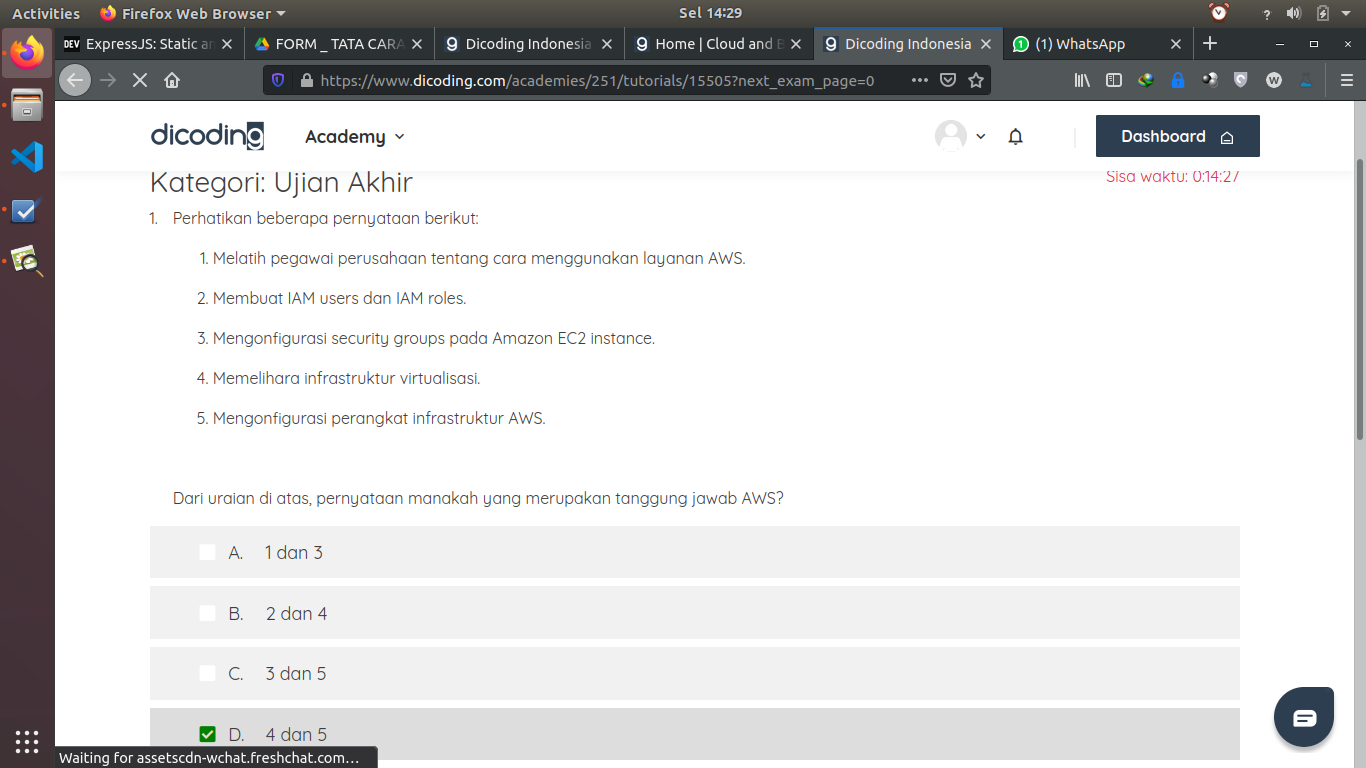 Activities Firefox Web Browser Sel 14:29
ExpressJS: Static ar FORM _ TATA CARA Dicoding Indonesia Home | Cloud and B Dicoding Indonesia (1) WhatsApp
https://www.dicoding.com/academies/251/tutorials/15505?next_exam_page=0
dicoding Academy Dashboard
Kategori: Ujian Akhir Sisa waktu: 0:14:27
1. Perhatikan beberapa pernyataan berikut:
1. Melatih pegawai perusahaan tentang cara menggunakan layanan AWS.
2. Membuat IAM users dan IAM roles.
3. Mengonfigurasi security groups pada Amazon EC2 instance.
4. Memelihara infrastruktur virtualisasi.
5. Mengonfigurasi perangkat infrastruktur AWS.
Dari uraian di atas, pernyataan manakah yang merupakan tanggung jawab AWS?
A. 1 dan 3
B. 2 dan 4
C. 3 dan 5
D. 4 dan 5
Waiting for assetscdn-wchat.freshchat.com...